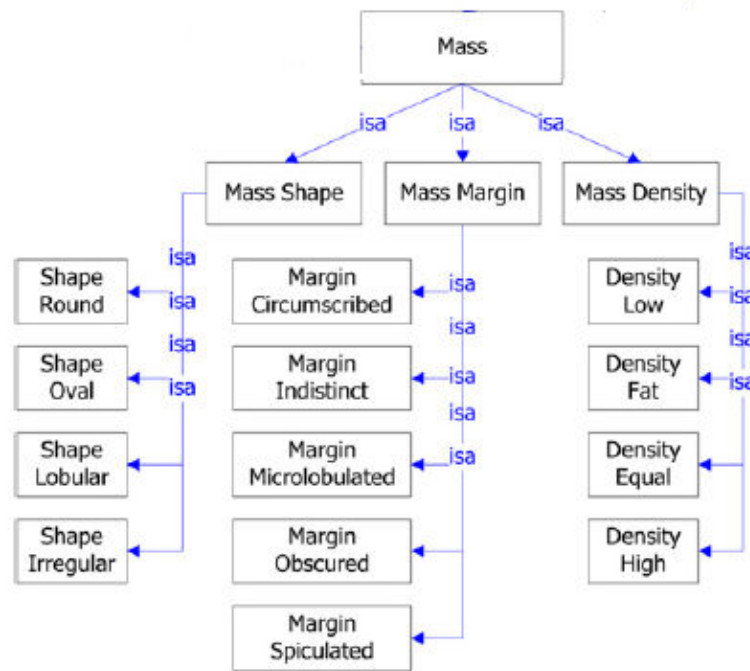 Mass
isa isa isa
Mass Shape Mass Margin Mass Density
isa isa
Shape Round
Margin Circumscribed
isa
Density Low
isa
isa
isa
isa
isa
isa
Shape Oval
Margin Indistinct
isa
Density Fat
isa
isa
isa
Shape Lobular
Margin Microlobulated
isa
Density Equal
Shape Irregular
Margin Obscured
Density High
Margin Spiculated